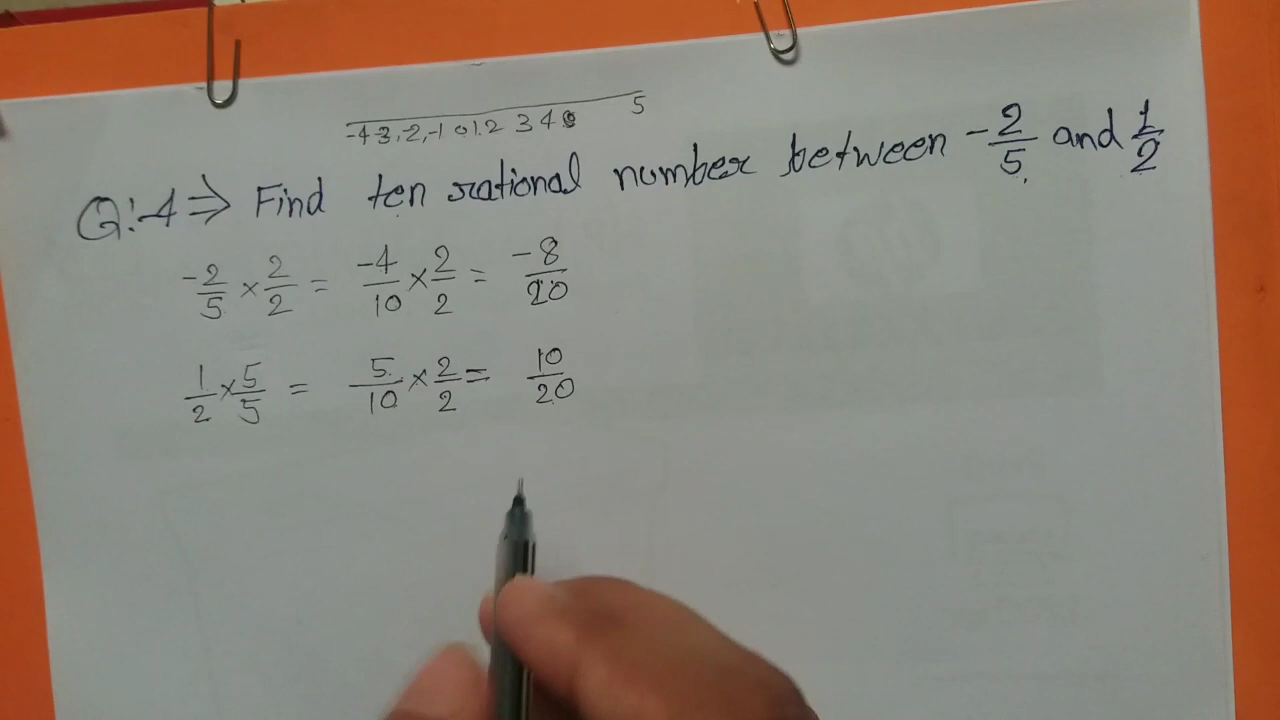 -4-3,-2,-1 0 1 2 3 4 5
Q:-4⇒ Find ten rational number between -2/5 and 1/2
-2/5 × 2/2 = -4/10 × 2/2 = -8/20
1/2 × 5/5 = 5/10 × 2/2 = 10/20